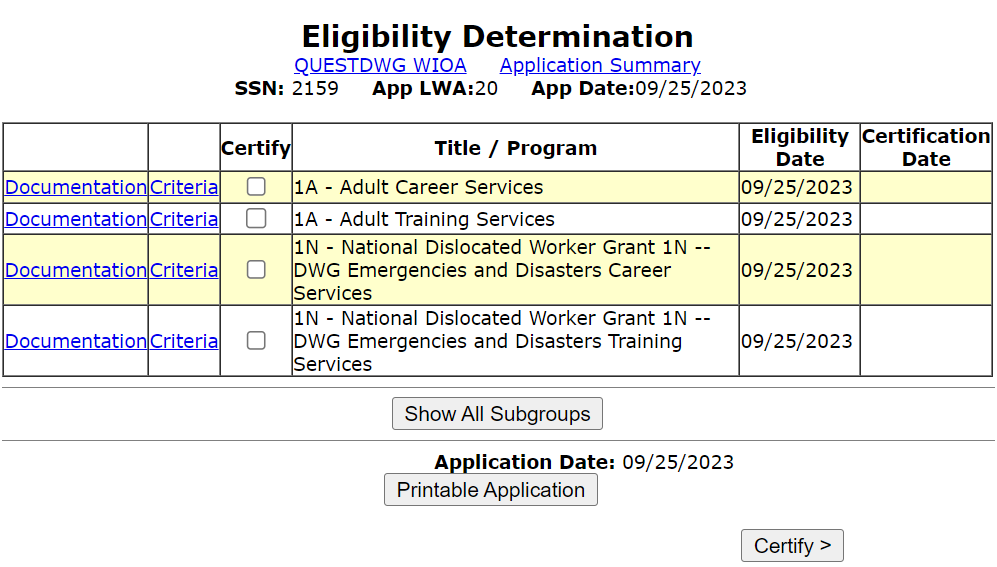 Eligibility Determination
QUESTDWG WIOA Application Summary
SSN: 2159 App LWA:20 App Date:09/25/2023
Certify Title / Program Eligibility Date Certification Date
Documentation Criteria 1A - Adult Career Services 09/25/2023
Documentation Criteria 1A - Adult Training Services 09/25/2023
1N - National Dislocated Worker Grant 1N --
Documentation Criteria DWG Emergencies and Disasters Career 09/25/2023
Services
1N - National Dislocated Worker Grant 1N --
Documentation Criteria DWG Emergencies and Disasters Training 09/25/2023
Services
Show All Subgroups
Application Date: 09/25/2023
Printable Application
Certify >